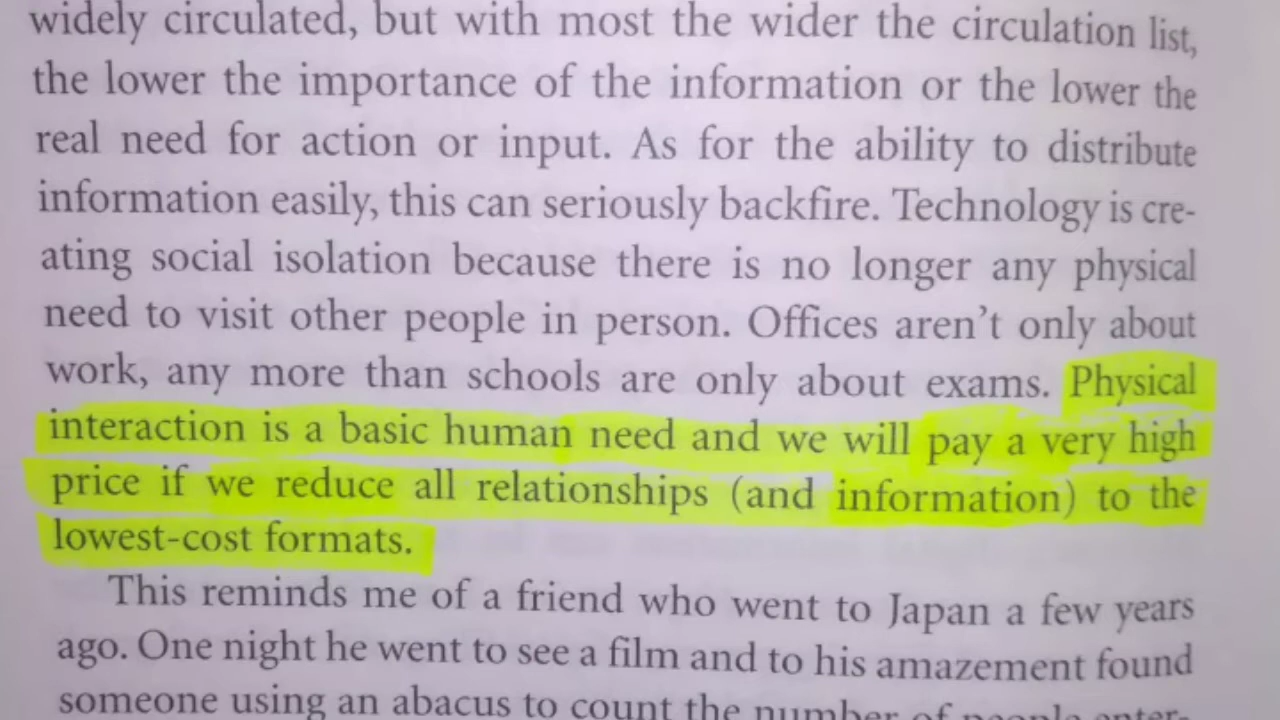 widely circulated, but with most the wider the circulation list,
the lower the importance of the information or the lower the
real need for action or input. As for the ability to distribute
information easily, this can seriously backfire. Technology is cre-
ating social isolation because there is no longer any physical
need to visit other people in person. Offices aren't only about
work, any more than schools are only about exams. Physical
interaction is a basic human need and we will pay a very high
price if we reduce all relationships (and information) to the
lowest-cost formats.
This reminds me of a friend who went to Japan a few years
ago. One night he went to see a film and to his amazement found
someone using an abacus to count the number of people enter-